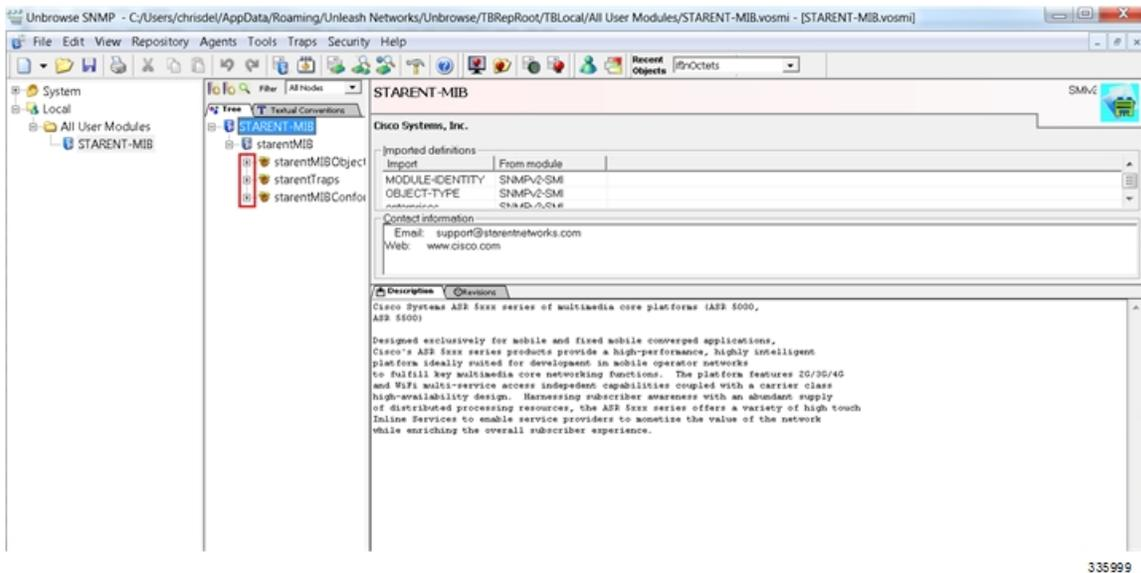 Unbrowse SNMP - C:/Users/chrisdel/AppData/Roaming/Unleash Networks/Unbrowse/TBRepRoot/TBLocal/All User Modules/STARENT-MIB.vosmi - [STARENT-MIB.vosmi]
File Edit View Repository Agents Tools Traps Security Help
Recent Objects ifInOctets
System
Local
All User Modules
STARENT-MIB
Filter All Nodes
Tree Textual Conventions
STARENT-MIB
starentMIB
starentMIBObject
starentTraps
starentMIBConfor
STARENT-MIB
SMIv2
Cisco Systems, Inc.
Imported definitions
Import From module
MODULE-IDENTITY SNMPv2-SMI
OBJECT-TYPE SNMPv2-SMI
enterprises SNMPv2-SMI
Contact information
Email: support@starentnetworks.com
Web: www.cisco.com
Description Revisions
Cisco Systems ASR 5xxx series of multimedia core platforms (ASR 5000,
ASR 5500)
Designed exclusively for mobile and fixed mobile converged applications,
Cisco's ASR 5xxx series products provide a high-performance, highly intelligent
platform ideally suited for development in mobile operator networks
to fulfill key multimedia core networking functions. The platform features 2G/3G/4G
and WiFi multi-service access indepedent capabilities coupled with a carrier class
high-availability design. Harnessing subscriber awareness with an abundant supply
of distributed processing resources, the ASR 5xxx series offers a variety of high touch
Inline Services to enable service providers to monetize the value of the network
while enriching the overall subscriber experience.
335999